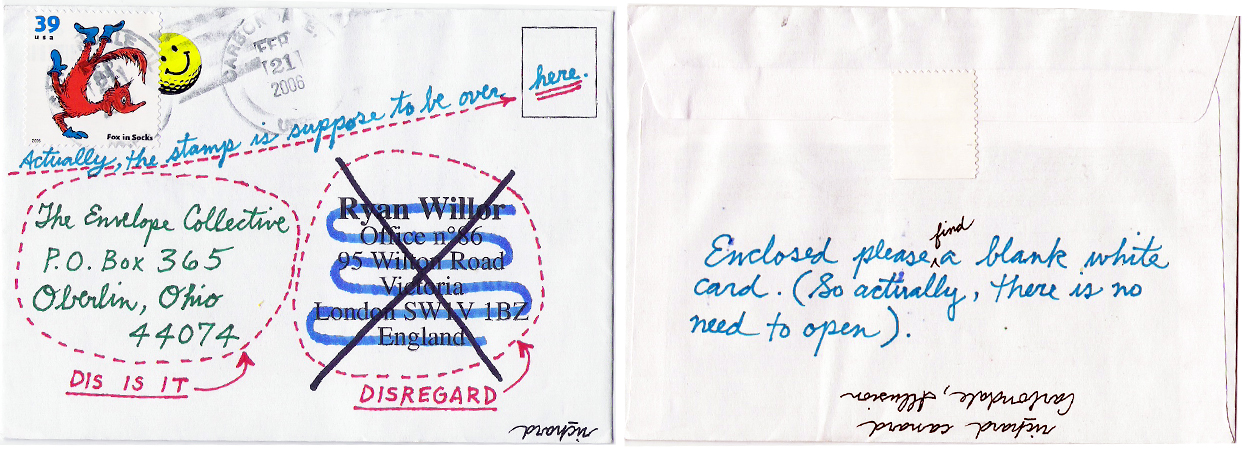 39
usa
Fox in Socks
CARBONDALE
FEB
21
2006
Actually, the stamp is suppose to be over here.
The Envelope Collective
P.O. Box 365
Oberlin, Ohio
44074
DIS IS IT
Ryan Willor
Office n°86
95 Wilton Road
Victoria
London SW1V 1BZ
England
DISREGARD
richard
Enclosed please find a blank white
card. (So actually, there is no
need to open).
richard canard
Carbondale, Illusion